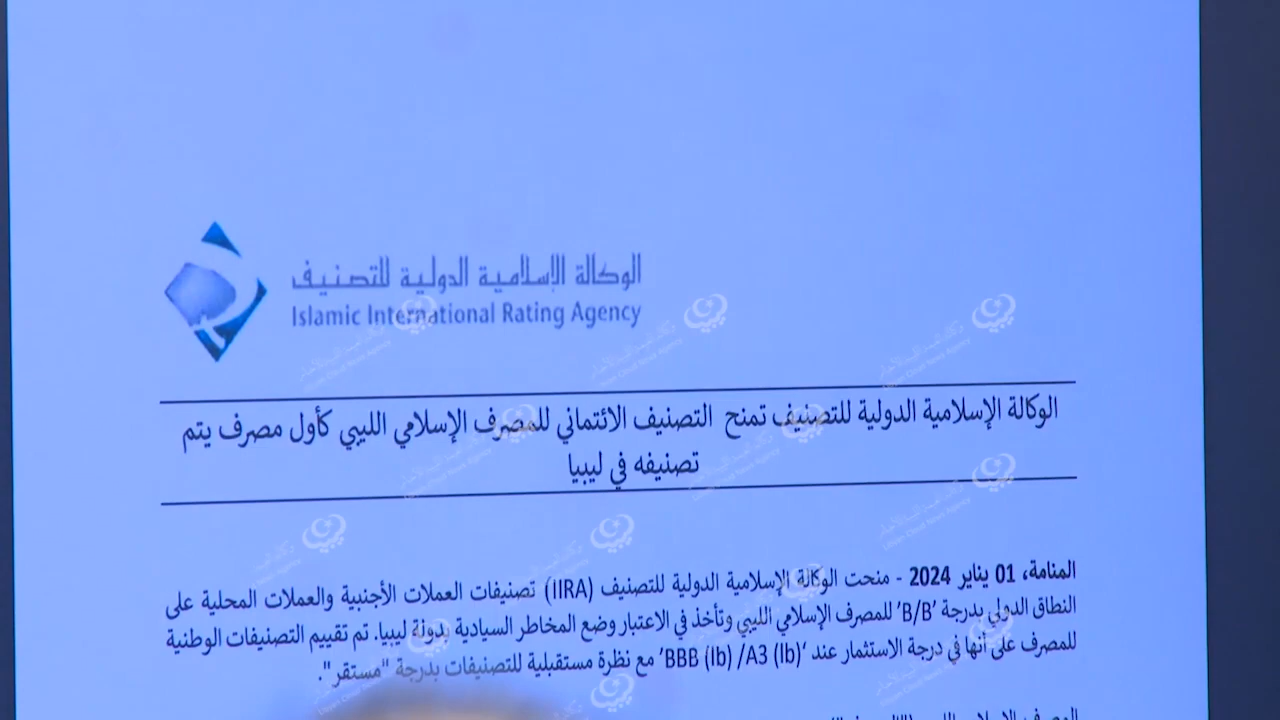 الوكالة الإسلامية الدولية للتصنيف
Islamic International Rating Agency
الوكالة الإسلامية الدولية للتصنيف تمنح التصنيف الائتماني للمصرف الإسلامي الليبي كأول مصرف يتم
تصنيفه في ليبيا
المنامة، 01 يناير 2024 - منحت الوكالة الإسلامية الدولية للتصنيف (IIRA) تصنيفات العملات الأجنبية والعملات المحلية على
النطاق الدولي بدرجة 'B/B' للمصرف الإسلامي الليبي وتأخذ في الاعتبار وضع المخاطر السيادية بدولة ليبيا. تم تقييم التصنيفات الوطنية
للمصرف على أنها في درجة الاستثمار عند 'BBB (lb) /A3 (lb)' مع نظرة مستقبلية للتصنيفات بدرجة "مستقر".